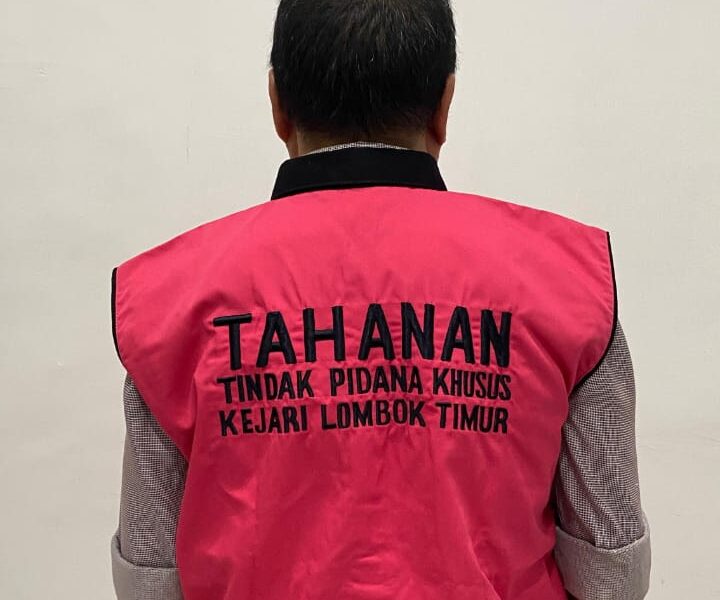 TAHANAN
TINDAK PIDANA KHUSUS
KEJARI LOMBOK TIMUR